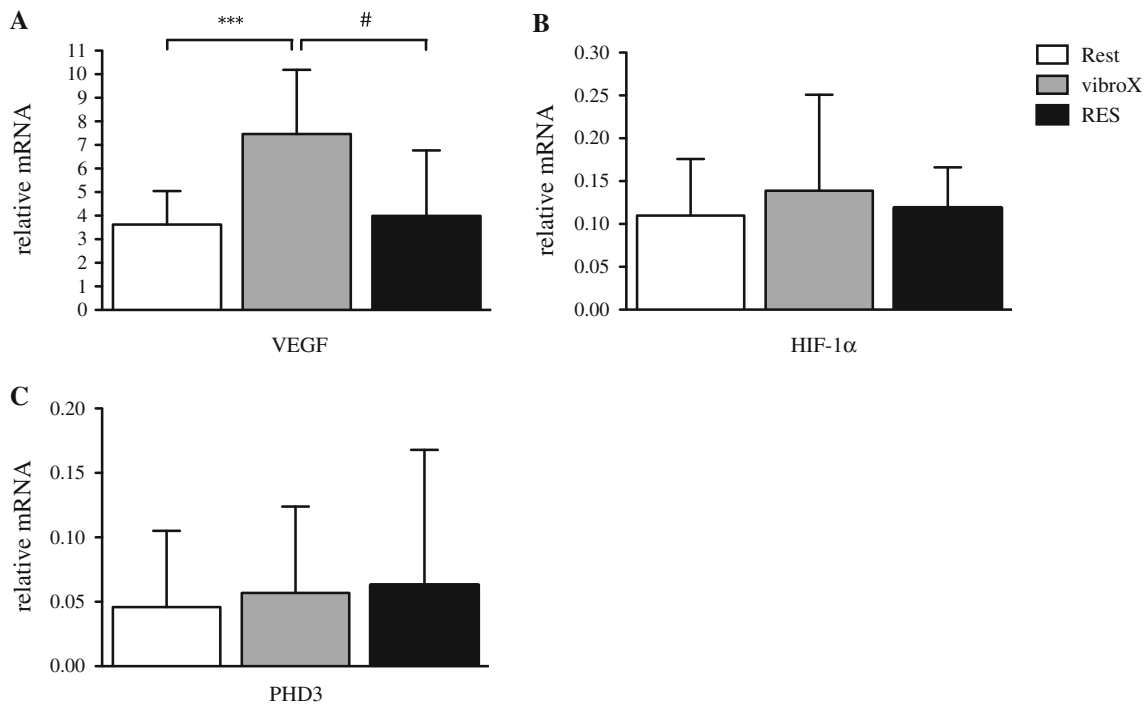 A
*** #
11
10
9
8
7
6
5
4
3
2
1
0
relative mRNA
VEGF
B
0.30
0.25
0.20
0.15
0.10
0.05
0.00
relative mRNA
HIF-1α
Rest
vibroX
RES
C
0.20
0.15
0.10
0.05
0.00
relative mRNA
PHD3